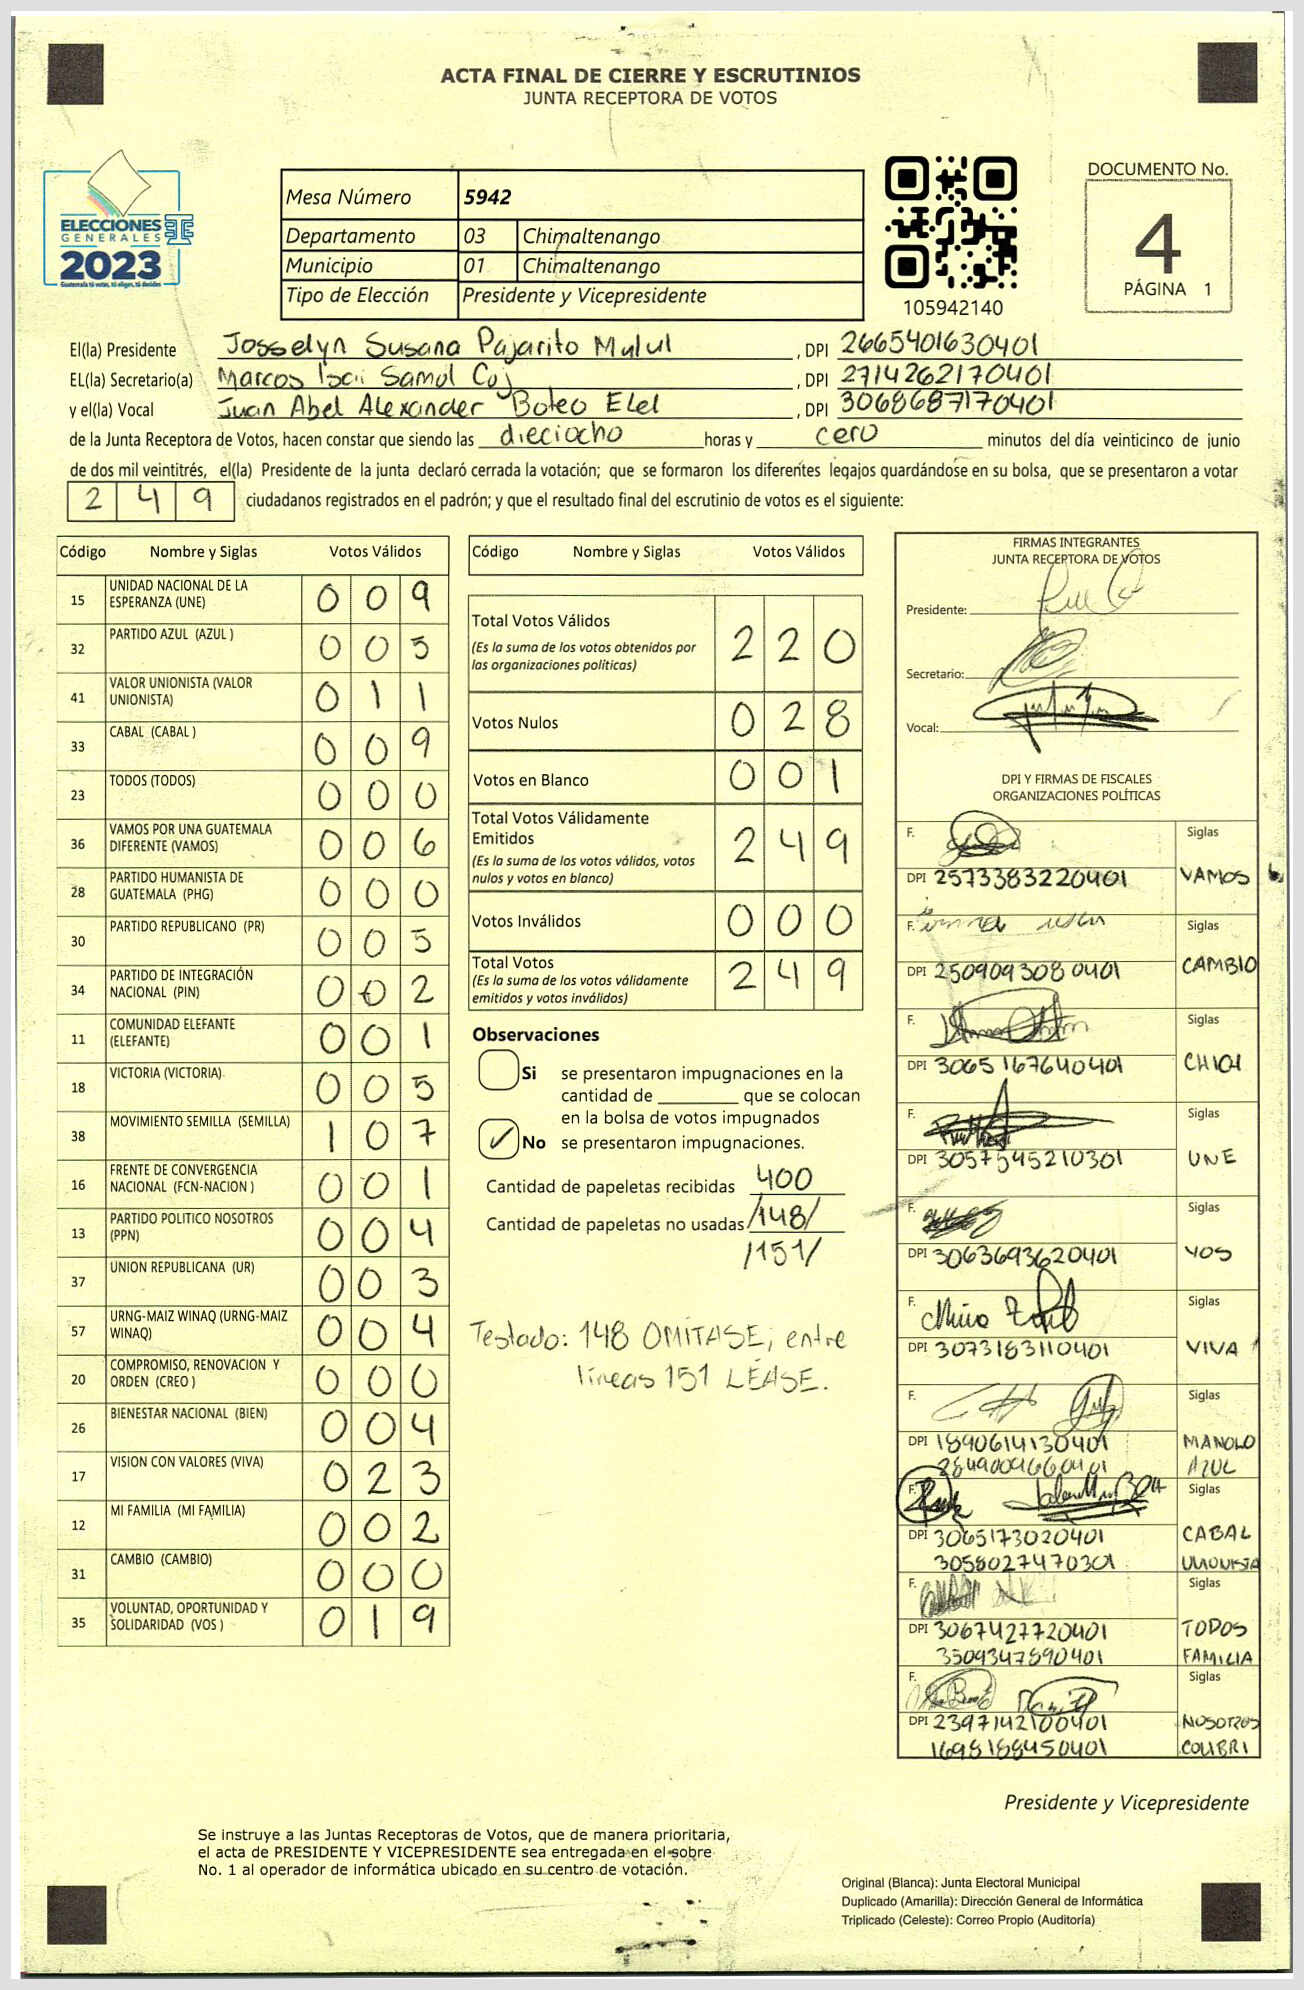 ACTA FINAL DE CIERRE Y ESCRUTINIOS
JUNTA RECEPTORA DE VOTOS
ELECCIONES
GENERALES
2023
Guatemala tú votas, tú eliges, tú decides
Mesa Número 5942
Departamento 03 Chimaltenango
Municipio 01 Chimaltenango
Tipo de Elección Presidente y Vicepresidente
105942140
DOCUMENTO No.
4
PÁGINA 1
El(la) Presidente Josselyn Susana Pajarito Mulul , DPI 2665401630401
EL(la) Secretario(a) Marcos Isai Samol Coj , DPI 2714262170401
y el(la) Vocal Juan Abel Alexander Boteo Elel , DPI 3068687170401
de la Junta Receptora de Votos, hacen constar que siendo las dieciocho horas y cero minutos del día veinticinco de junio
de dos mil veintitrés, el(la) Presidente de la junta declaró cerrada la votación; que se formaron los diferentes legajos guardándose en su bolsa, que se presentaron a votar
2 4 9 ciudadanos registrados en el padrón; y que el resultado final del escrutinio de votos es el siguiente:
Código Nombre y Siglas Votos Válidos
15 UNIDAD NACIONAL DE LA ESPERANZA (UNE) 0 0 9
32 PARTIDO AZUL (AZUL ) 0 0 5
41 VALOR UNIONISTA (VALOR UNIONISTA) 0 1 1
33 CABAL (CABAL ) 0 0 9
23 TODOS (TODOS) 0 0 0
36 VAMOS POR UNA GUATEMALA DIFERENTE (VAMOS) 0 0 6
28 PARTIDO HUMANISTA DE GUATEMALA (PHG) 0 0 0
30 PARTIDO REPUBLICANO (PR) 0 0 5
34 PARTIDO DE INTEGRACIÓN NACIONAL (PIN) 0 0 2
11 COMUNIDAD ELEFANTE (ELEFANTE) 0 0 1
18 VICTORIA (VICTORIA) 0 0 5
38 MOVIMIENTO SEMILLA (SEMILLA) 1 0 7
16 FRENTE DE CONVERGENCIA NACIONAL (FCN-NACION ) 0 0 1
13 PARTIDO POLITICO NOSOTROS (PPN) 0 0 4
37 UNION REPUBLICANA (UR) 0 0 3
57 URNG-MAIZ WINAQ (URNG-MAIZ WINAQ) 0 0 4
20 COMPROMISO, RENOVACION Y ORDEN (CREO ) 0 0 0
26 BIENESTAR NACIONAL (BIEN) 0 0 4
17 VISION CON VALORES (VIVA) 0 2 3
12 MI FAMILIA (MI FAMILIA) 0 0 2
31 CAMBIO (CAMBIO) 0 0 0
35 VOLUNTAD, OPORTUNIDAD Y SOLIDARIDAD (VOS ) 0 1 9
Código Nombre y Siglas Votos Válidos
Total Votos Válidos 2 2 0
(Es la suma de los votos obtenidos por
las organizaciones políticas)
Votos Nulos 0 2 8
Votos en Blanco 0 0 1
Total Votos Válidamente
Emitidos 2 4 9
(Es la suma de los votos válidos, votos
nulos y votos en blanco)
Votos Inválidos 0 0 0
Total Votos 2 4 9
(Es la suma de los votos válidamente
emitidos y votos inválidos)
Observaciones
Si se presentaron impugnaciones en la
cantidad de ________ que se colocan
en la bolsa de votos impugnados
✓ No se presentaron impugnaciones.
Cantidad de papeletas recibidas 400
Cantidad de papeletas no usadas /148/
/151/
Testado: 148 OMÍTASE; entre
líneas 151 LÉASE.
FIRMAS INTEGRANTES
JUNTA RECEPTORA DE VOTOS
Presidente:
Secretario:
Vocal:
DPI Y FIRMAS DE FISCALES
ORGANIZACIONES POLÍTICAS
F. Siglas
DPI 2573383220401 VAMOS
F. Siglas
DPI 2509093080401 CAMBIO
F. Siglas
DPI 3065167640401
F. Siglas
DPI 3057545210301 UNE
F. Siglas
DPI 3063693620401 VOS
F. Siglas
DPI 3073183110401 VIVA
F. Siglas
DPI 1890614130401 MANOLO
2849009660401 AZUL
F. Siglas
DPI 3065173020401 CABAL
3058027470301 UNIONISTA
F. Siglas
DPI 3067427720401 TODOS
3509347890401 FAMILIA
F. Siglas
DPI 2397142100401 NOSOTROS
1698188450401 COLIBRI
Presidente y Vicepresidente
Se instruye a las Juntas Receptoras de Votos, que de manera prioritaria,
el acta de PRESIDENTE Y VICEPRESIDENTE sea entregada en el sobre
No. 1 al operador de informática ubicado en su centro de votación.
Original (Blanca): Junta Electoral Municipal
Duplicado (Amarilla): Dirección General de Informática
Triplicado (Celeste): Correo Propio (Auditoría)